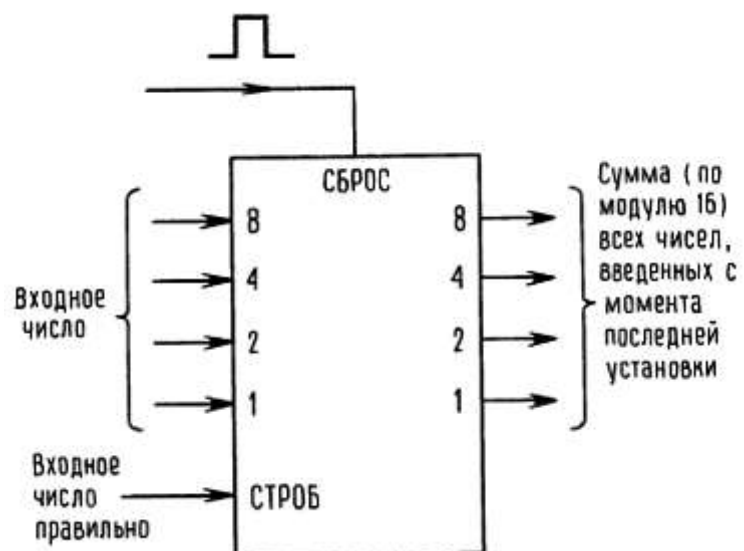 СБРОС
Входное
число
8
4
2
1
Входное
число
правильно
СТРОБ
8
4
2
1
Сумма (по
модулю 16)
всех чисел,
введенных с
момента
последней
установки